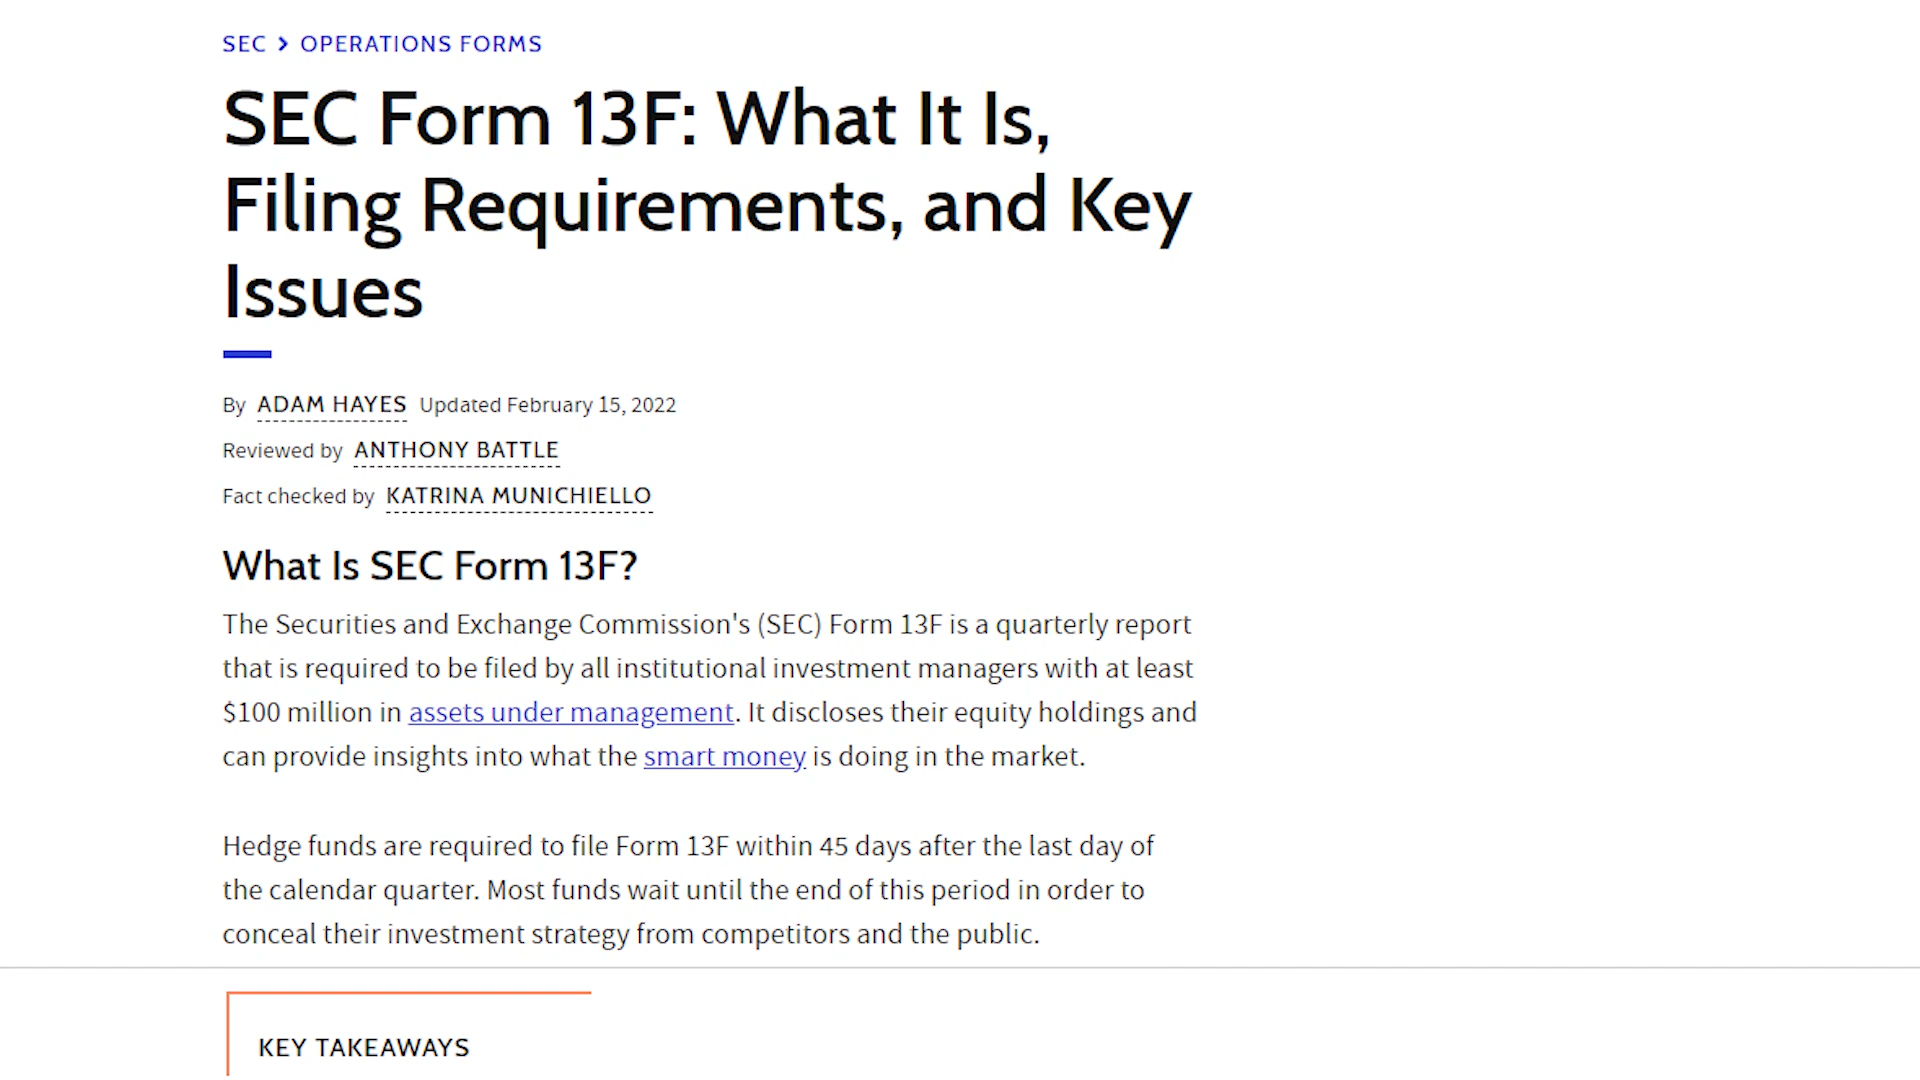 SEC > OPERATIONS FORMS
SEC Form 13F: What It Is,
Filing Requirements, and Key
Issues
By ADAM HAYES Updated February 15, 2022
Reviewed by ANTHONY BATTLE
Fact checked by KATRINA MUNICHIELLO
What Is SEC Form 13F?
The Securities and Exchange Commission's (SEC) Form 13F is a quarterly report
that is required to be filed by all institutional investment managers with at least
$100 million in assets under management. It discloses their equity holdings and
can provide insights into what the smart money is doing in the market.
Hedge funds are required to file Form 13F within 45 days after the last day of
the calendar quarter. Most funds wait until the end of this period in order to
conceal their investment strategy from competitors and the public.
KEY TAKEAWAYS